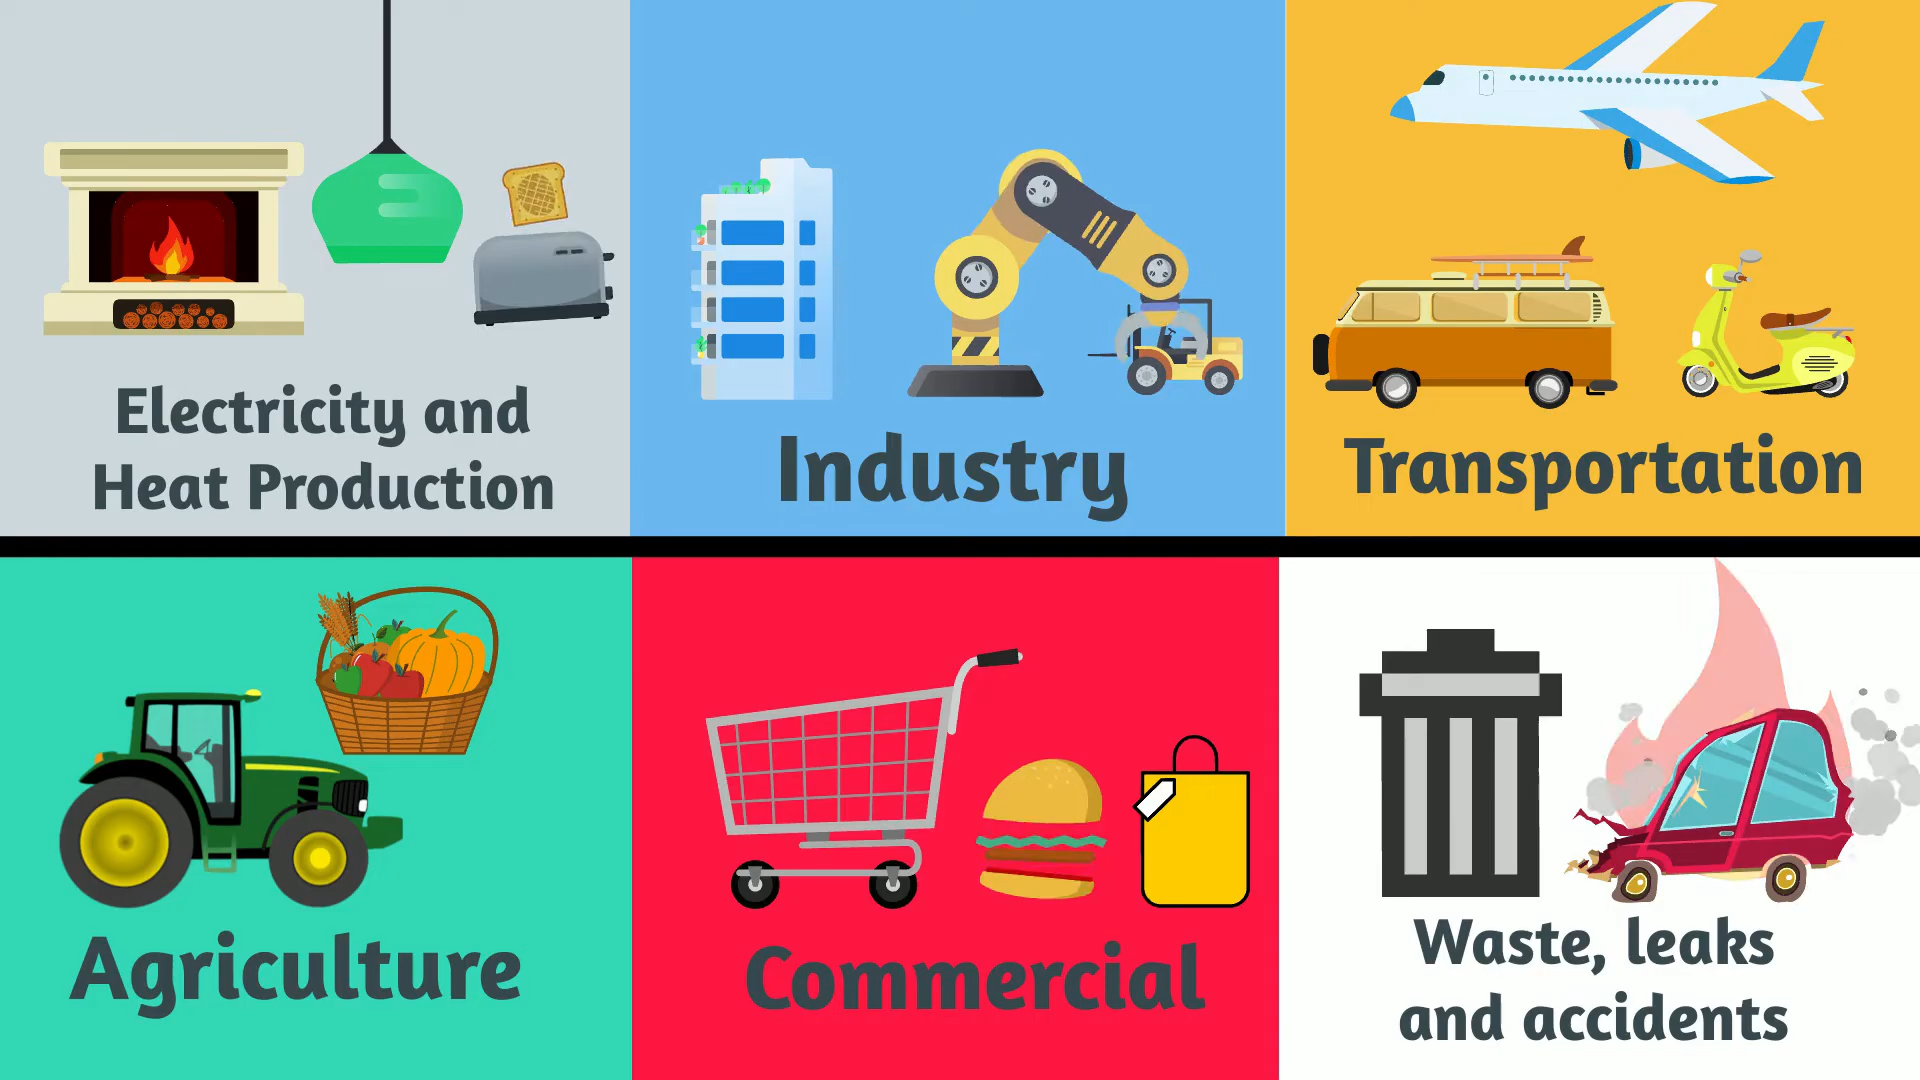 Electricity and
Heat Production
Industry
Transportation
Agriculture
Commercial
Waste, leaks
and accidents